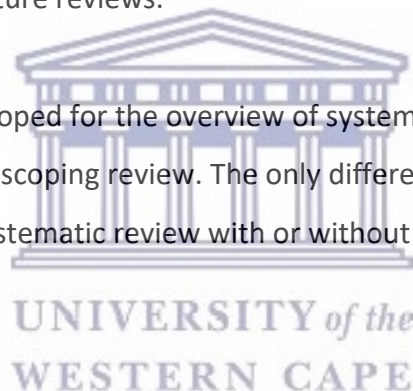 ture reviews.
oped for the overview of system
scoping review. The only differe
stematic review with or without
UNIVERSITY of the
WESTERN CAPE